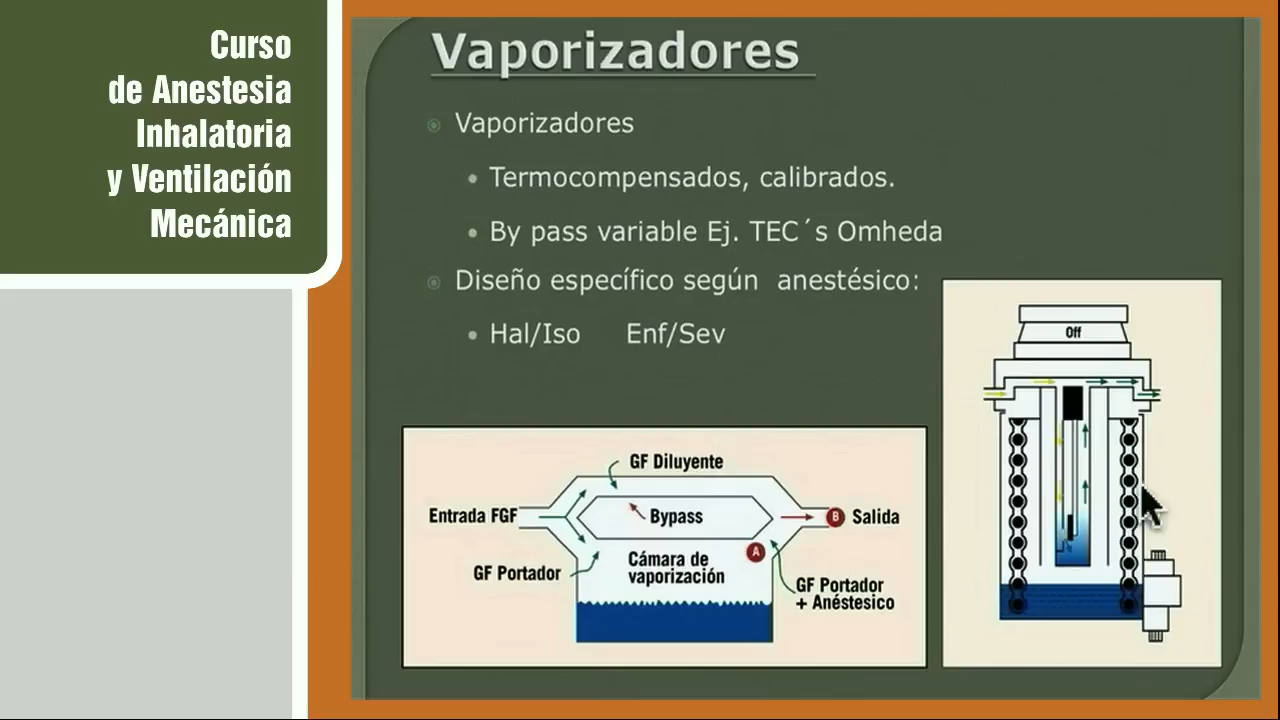 Curso
de Anestesia
Inhalatoria
y Ventilación
Mecánica
Vaporizadores
Vaporizadores
Termocompensados, calibrados.
By pass variable Ej. TEC´s Omheda
Diseño específico según anestésico:
Hal/Iso Enf/Sev
GF Diluyente
Entrada FGF
Bypass
B Salida
A
Cámara de
vaporización
GF Portador
GF Portador
+ Anéstesico
Off